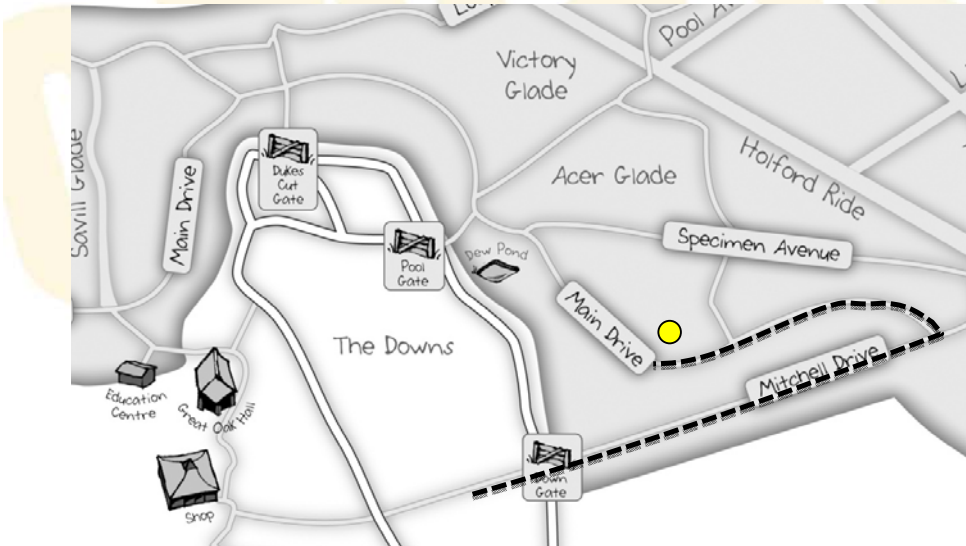 Pool
Victory
Glade
Savill Glade
Main Drive
Dukes
Cut
Gate
Acer Glade
Holford Ride
Specimen Avenue
Pool
Gate
Dew Pond
Main Drive
The Downs
Mitchell Drive
Education
Centre
Great Oak Hall
Down
Gate
Shop